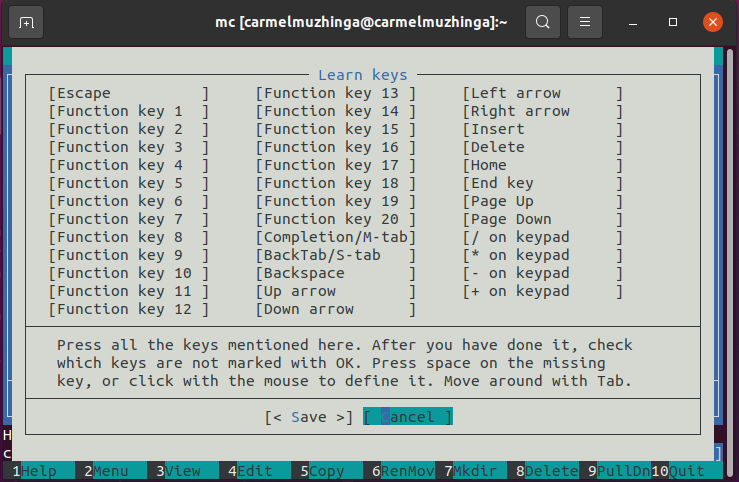 mc [carmelmuzhinga@carmelmuzhinga]:~
Learn keys
[Escape ] [Function key 13 ] [Left arrow ]
[Function key 1 ] [Function key 14 ] [Right arrow ]
[Function key 2 ] [Function key 15 ] [Insert ]
[Function key 3 ] [Function key 16 ] [Delete ]
[Function key 4 ] [Function key 17 ] [Home ]
[Function key 5 ] [Function key 18 ] [End key ]
[Function key 6 ] [Function key 19 ] [Page Up ]
[Function key 7 ] [Function key 20 ] [Page Down ]
[Function key 8 ] [Completion/M-tab] [/ on keypad ]
[Function key 9 ] [BackTab/S-tab ] [* on keypad ]
[Function key 10 ] [Backspace ] [- on keypad ]
[Function key 11 ] [Up arrow ] [+ on keypad ]
[Function key 12 ] [Down arrow ]
Press all the keys mentioned here. After you have done it, check
which keys are not marked with OK. Press space on the missing
key, or click with the mouse to define it. Move around with Tab.
[< Save >] [ Cancel ]
H
c ]
1Help 2Menu 3View 4Edit 5Copy 6RenMov 7Mkdir 8Delete 9PullDn 10Quit